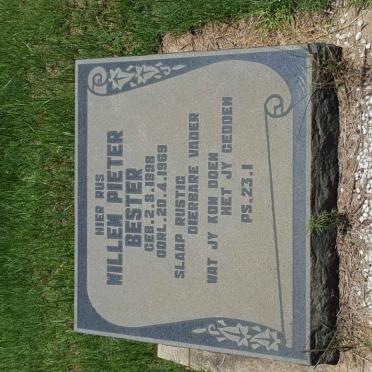 HIER RUS
WILLEM PIETER
BESTER
GEB. 2.8.1898
OORL. 20.4.1969
SLAAP RUSTIG
DIERBARE VADER
WAT JY KON DOEN
HET JY GEDOEN
PS. 23.1